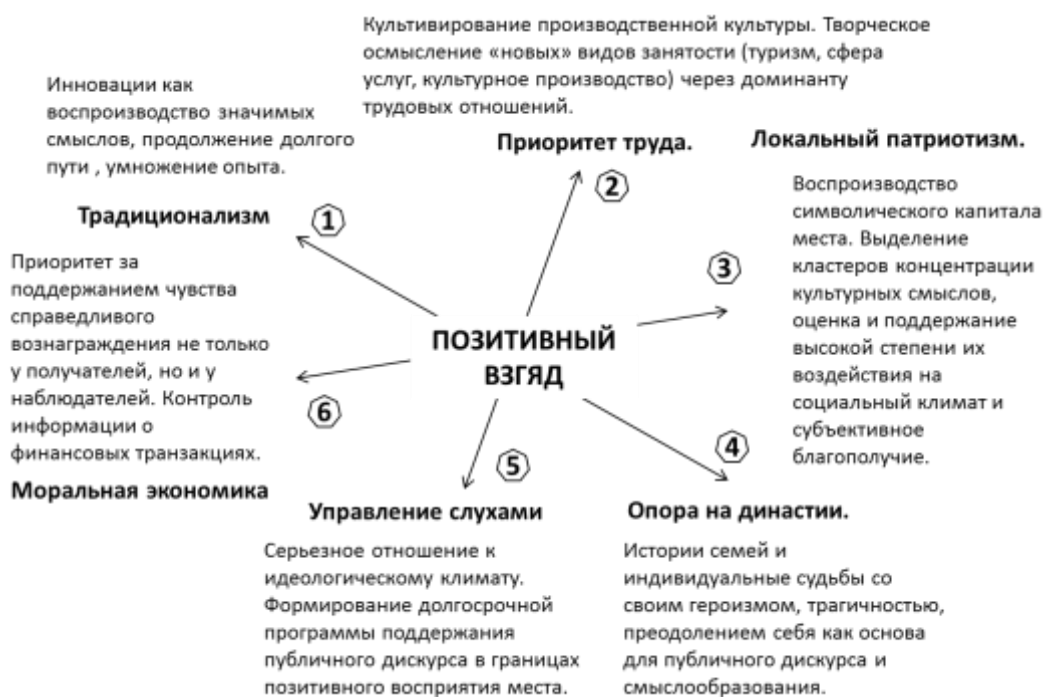 Культивирование производственной культуры. Творческое
осмысление «новых» видов занятости (туризм, сфера
услуг, культурное производство) через доминанту
трудовых отношений.
Приоритет труда.
2
Инновации как
воспроизводство значимых
смыслов, продолжение долгого
пути , умножение опыта.
Традиционализм
1
Локальный патриотизм.
Воспроизводство
символического капитала
места. Выделение
кластеров концентрации
культурных смыслов,
оценка и поддержание
высокой степени их
воздействия на
социальный климат и
субъективное
благополучие.
3
ПОЗИТИВНЫЙ
ВЗГЯД
Приоритет за
поддержанием чувства
справедливого
вознаграждения не только
у получателей, но и у
наблюдателей. Контроль
информации о
финансовых транзакциях.
Моральная экономика
6
5
Управление слухами
Серьезное отношение к
идеологическому климату.
Формирование долгосрочной
программы поддержания
публичного дискурса в границах
позитивного восприятия места.
4
Опора на династии.
Истории семей и
индивидуальные судьбы со
своим героизмом, трагичностью,
преодолением себя как основа
для публичного дискурса и
смыслообразования.